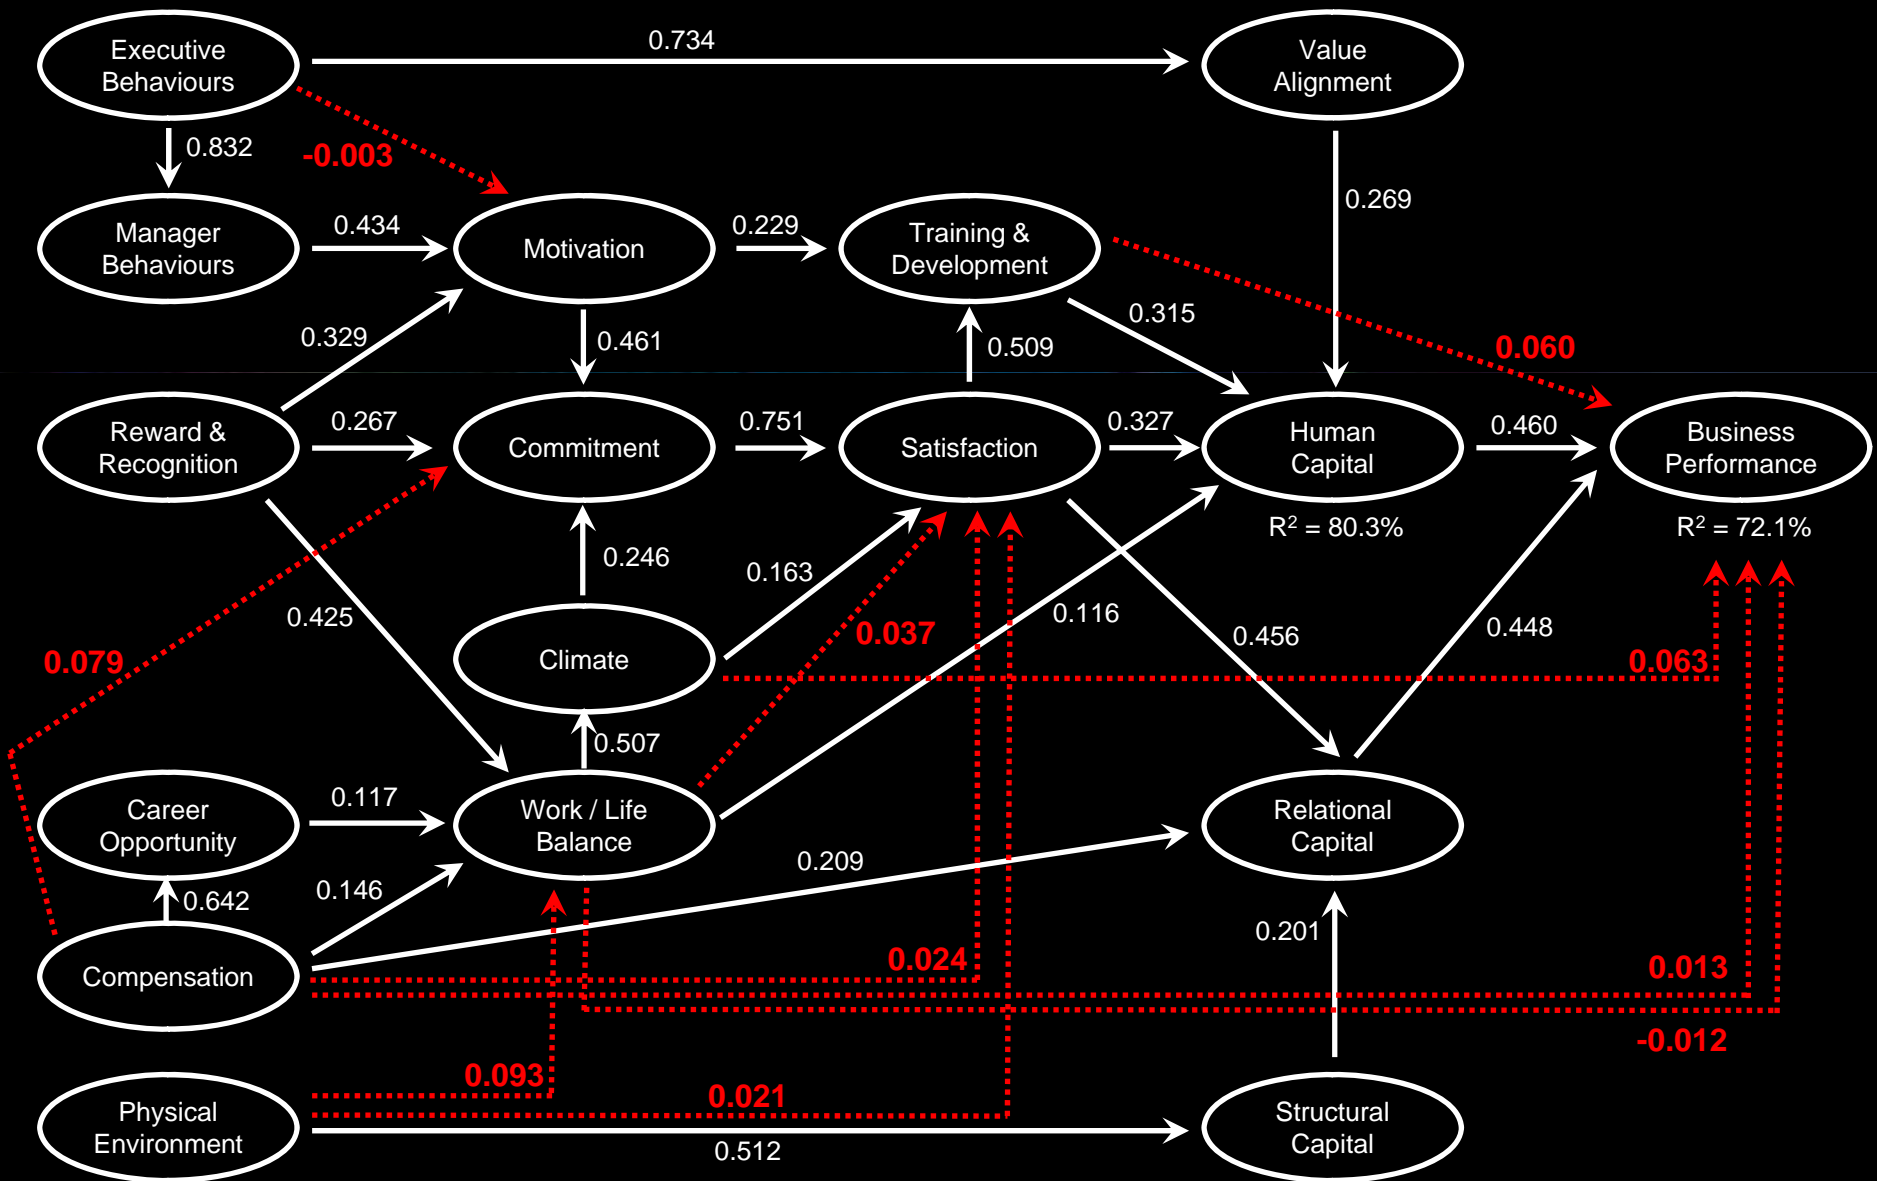 0.734
Executive
Behaviours
Value
Alignment
0.832
-0.003
0.269
Manager
Behaviours
0.434
Motivation
0.229
Training &
Development
0.329
0.461
0.509
0.315
0.060
Reward &
Recognition
0.267
Commitment
0.751
Satisfaction
0.327
Human
Capital
0.460
Business
Performance
R² = 80.3%
R² = 72.1%
0.246
0.163
0.425
0.116
0.037
0.456
0.448
0.079
Climate
0.063
0.507
Career
Opportunity
0.117
Work / Life
Balance
Relational
Capital
0.209
0.642
0.146
0.201
Compensation
0.024
0.013
-0.012
0.093
0.021
Physical
Environment
0.512
Structural
Capital